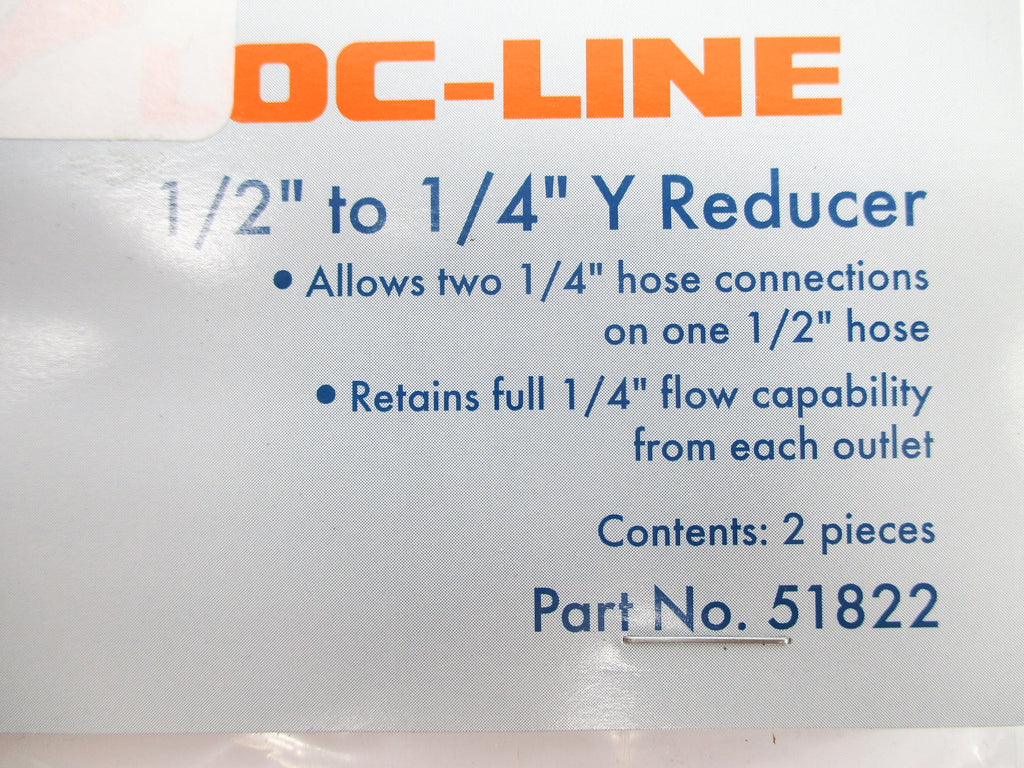 LOC-LINE
1/2" to 1/4" Y Reducer
• Allows two 1/4" hose connections
on one 1/2" hose
• Retains full 1/4" flow capability
from each outlet
Contents: 2 pieces
Part No. 51822